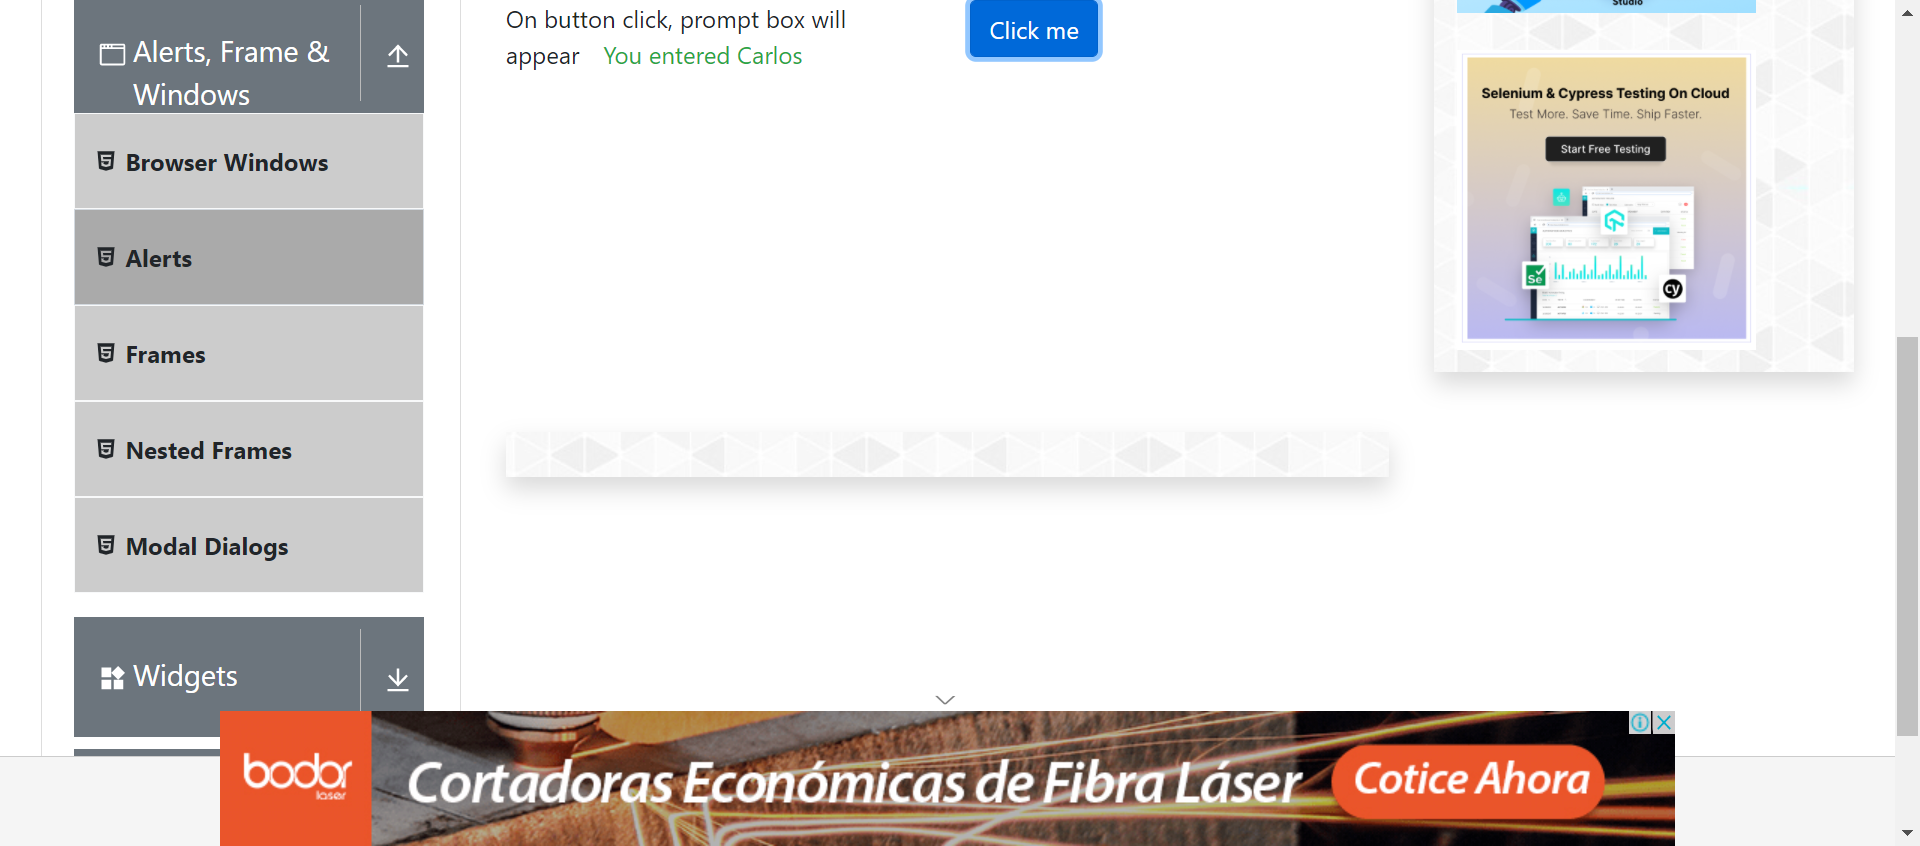 Alerts, Frame &
Windows
Browser Windows
Alerts
Frames
Nested Frames
Modal Dialogs
Widgets
On button click, prompt box will
appear You entered Carlos
Click me
Studio
Selenium & Cypress Testing On Cloud
Test More. Save Time. Ship Faster.
Start Free Testing
Se
cy
bodor
laser
Cortadoras Económicas de Fibra Láser
Cotice Ahora